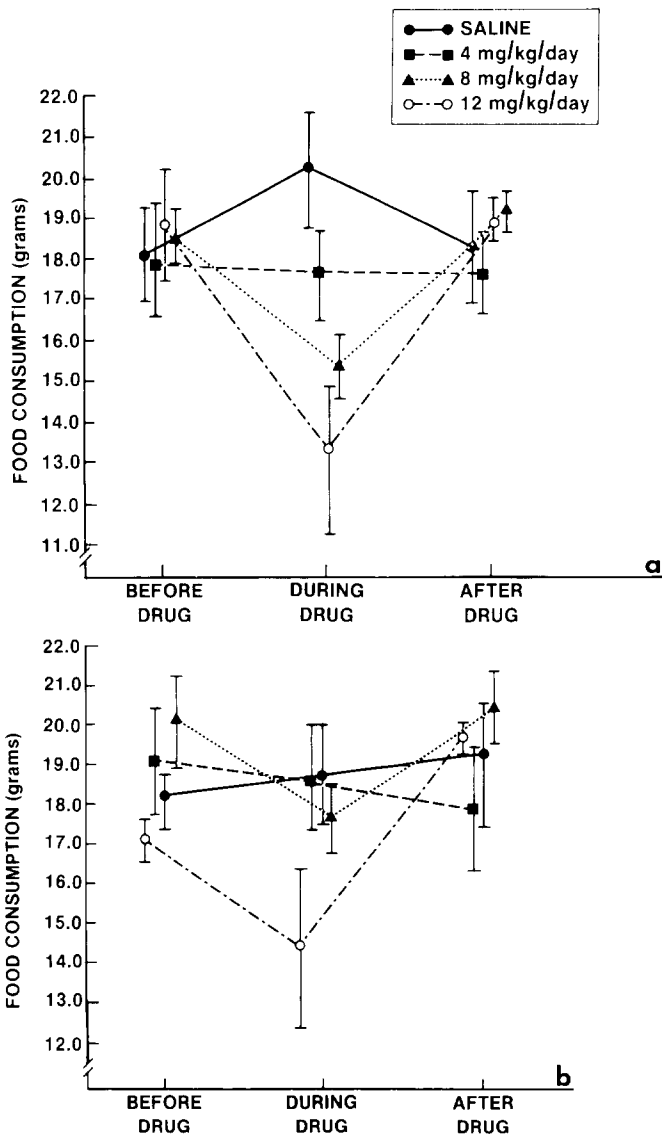 SALINE
4 mg/kg/day
8 mg/kg/day
12 mg/kg/day
FOOD CONSUMPTION (grams)
22.0
21.0
20.0
19.0
18.0
17.0
16.0
15.0
14.0
13.0
12.0
11.0
BEFORE DRUG
DURING DRUG
AFTER DRUG
a
FOOD CONSUMPTION (grams)
22.0
21.0
20.0
19.0
18.0
17.0
16.0
15.0
14.0
13.0
12.0
BEFORE DRUG
DURING DRUG
AFTER DRUG
b